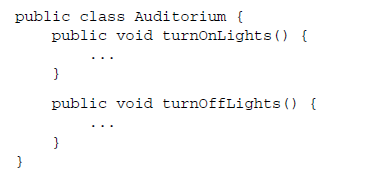 public class Auditorium {
    public void turnOnLights() {
        ...
    }
    public void turnOffLights() {
        ...
    }
}